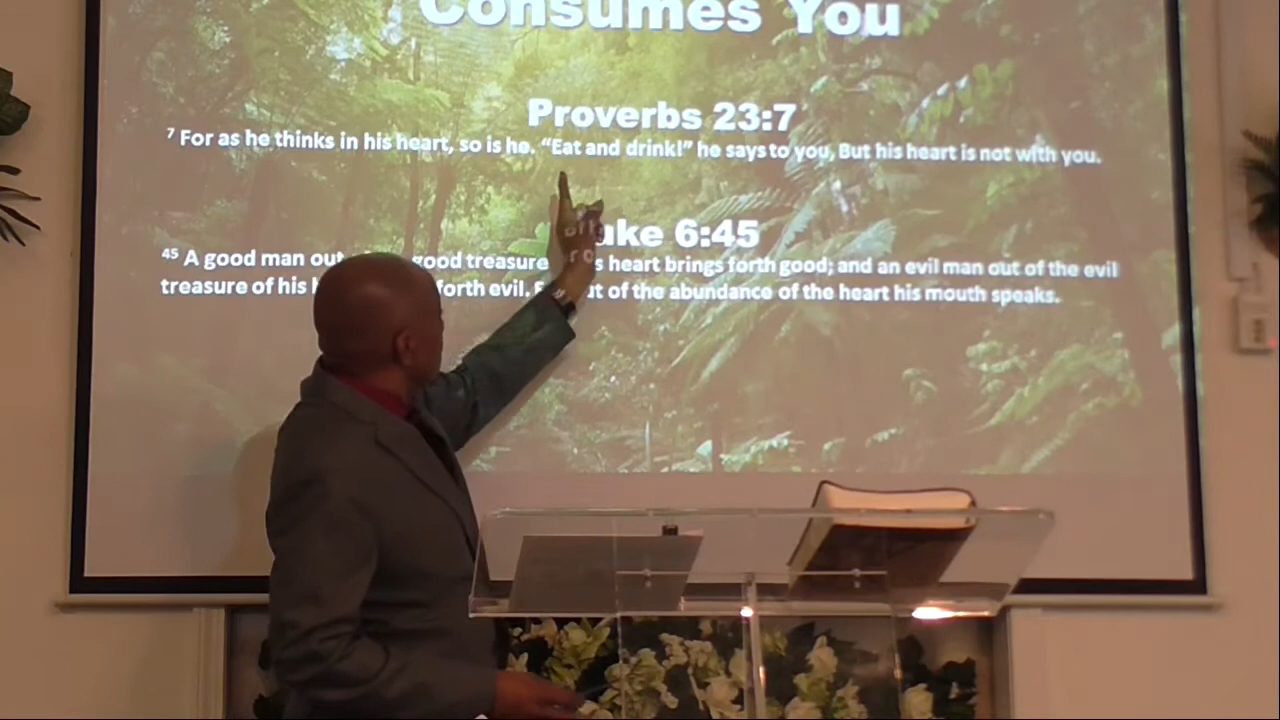 Consumes You
Proverbs 23:7
7 For as he thinks in his heart, so is he. “Eat and drink!” he says to you, But his heart is not with you.
uke 6:45
45 A good man out good treasure s heart brings forth good; and an evil man out of the evil
treasure of his h forth evil. F ut of the abundance of the heart his mouth speaks.